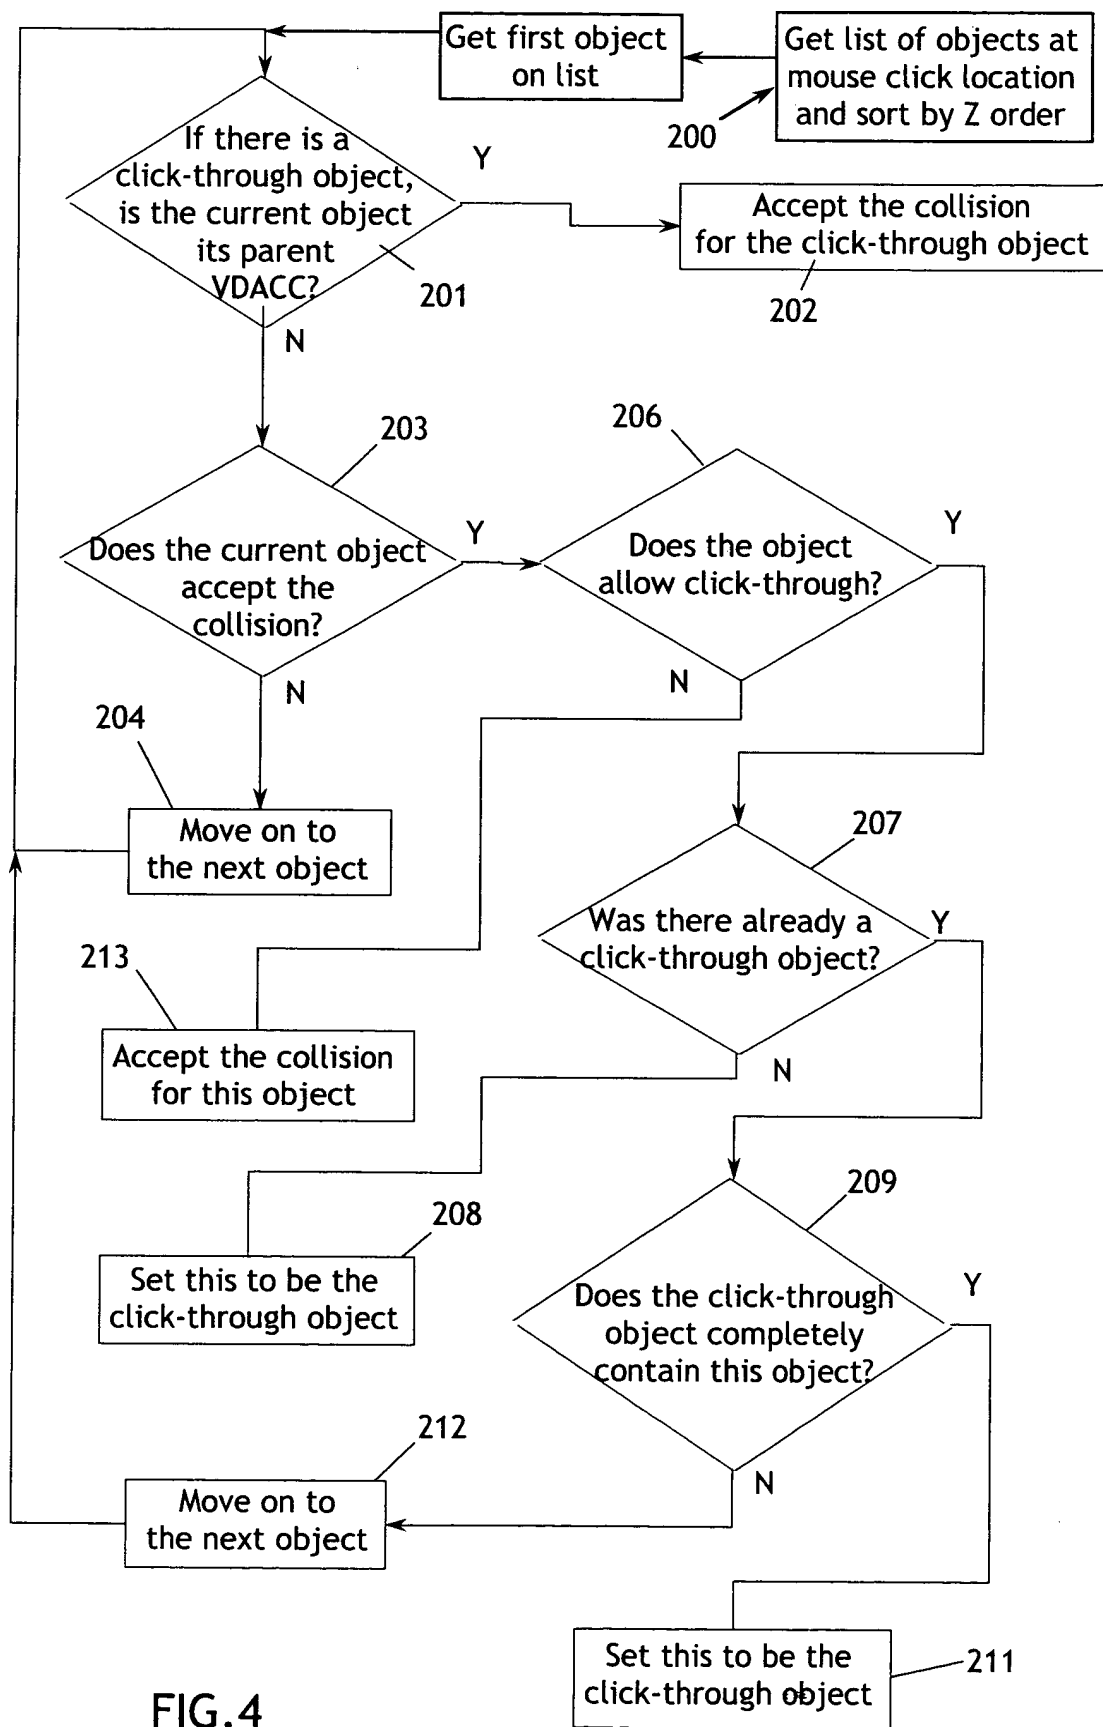 Get first object
on list
Get list of objects at
mouse click location
and sort by Z order
200
If there is a
click-through object,
is the current object
its parent
VDACC?
201
Y
N
Accept the collision
for the click-through object
202
203
Does the current object
accept the
collision?
Y
N
206
Does the object
allow click-through?
Y
N
204
Move on to
the next object
207
Was there already a
click-through object?
Y
N
213
Accept the collision
for this object
208
Set this to be the
click-through object
209
Does the click-through
object completely
contain this object?
Y
N
212
Move on to
the next object
Set this to be the
click-through object
211
FIG.4